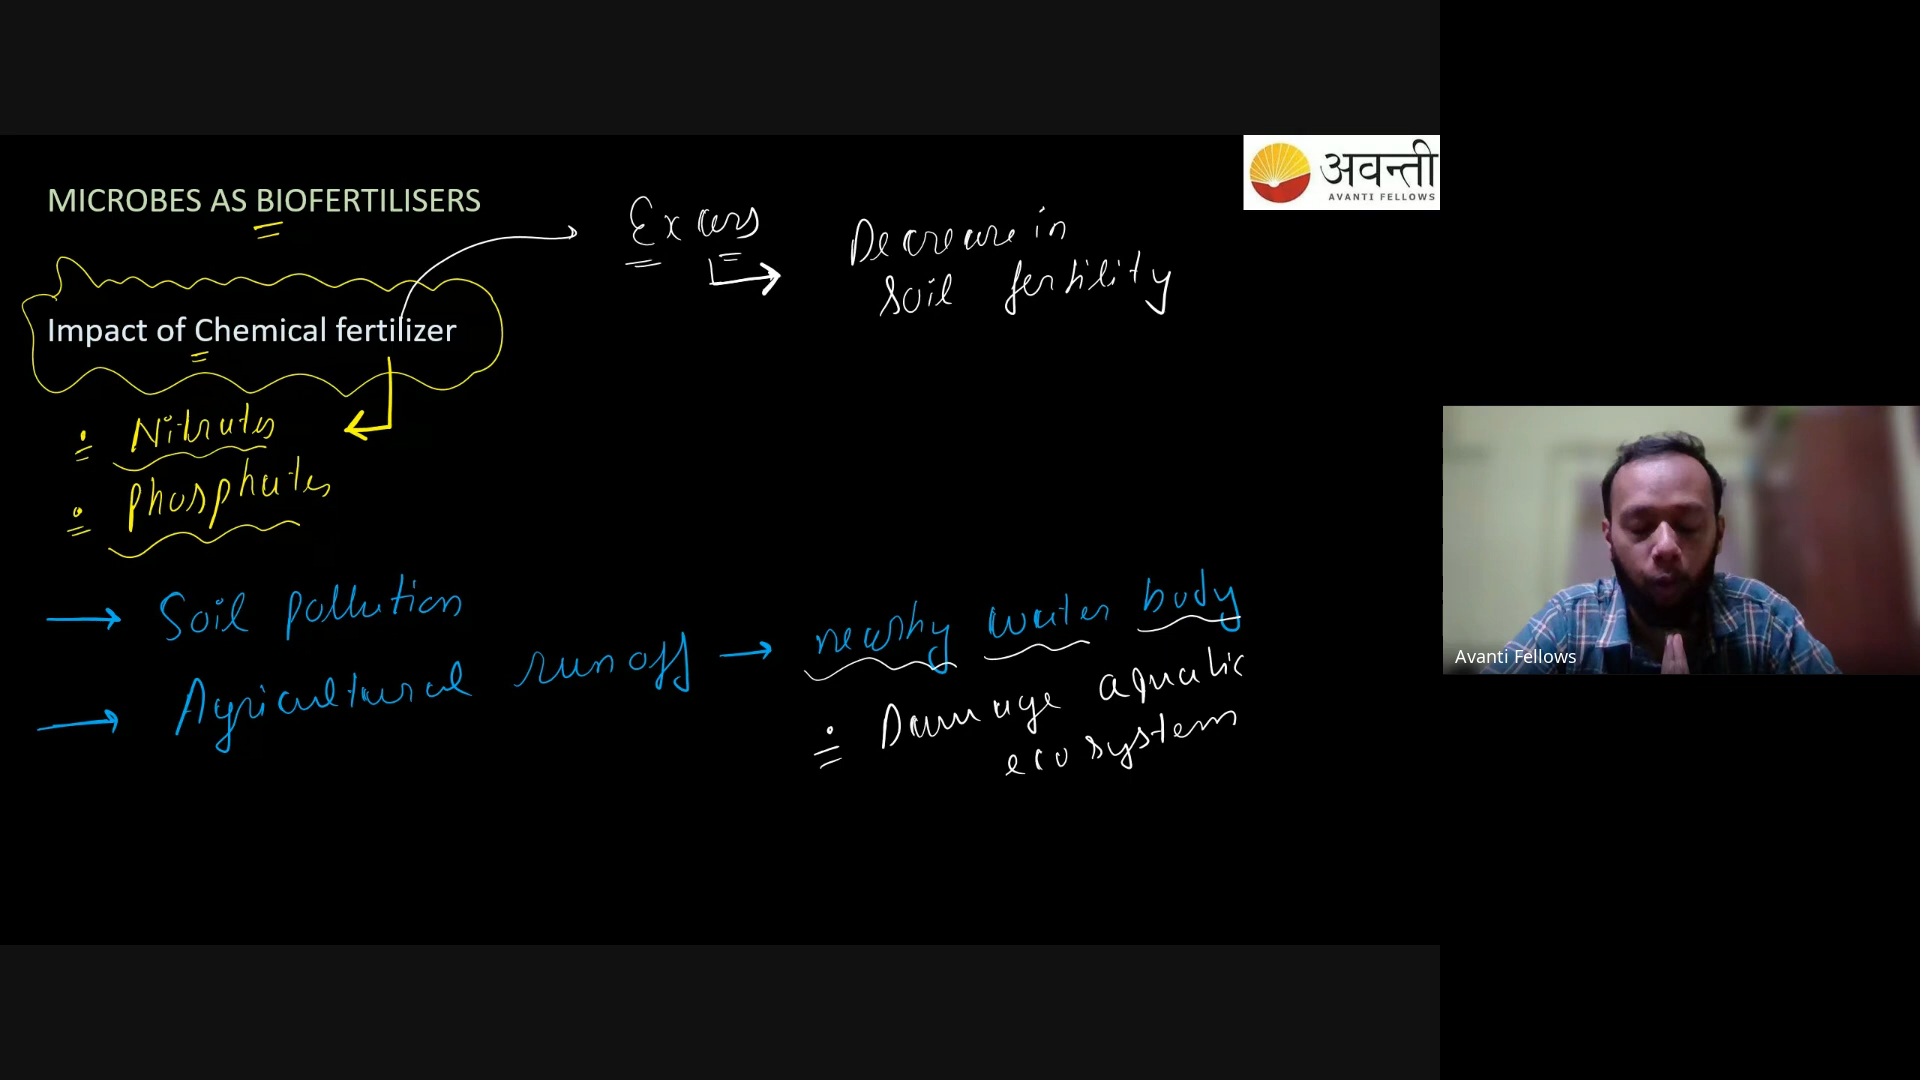 अवन्ती
AVANTI FELLOWS
MICROBES AS BIOFERTILISERS
Excess
Decrease in
soil fertility
Impact of Chemical fertilizer
Nitrates
Phosphates
Soil pollution
Agricultural runoff → nearby water body
Damage aquatic
ecosystem
Avanti Fellows